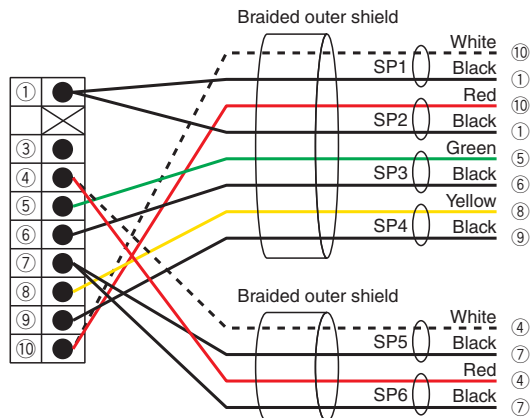 Braided outer shield
White ⑩
SP1 Black ①
Red ⑩
SP2 Black ①
Green ⑤
SP3 Black ⑥
Yellow ⑧
SP4 Black ⑨
①
③
④
⑤
⑥
⑦
⑧
⑨
⑩
Braided outer shield
White ④
SP5 Black ⑦
Red ④
SP6 Black ⑦